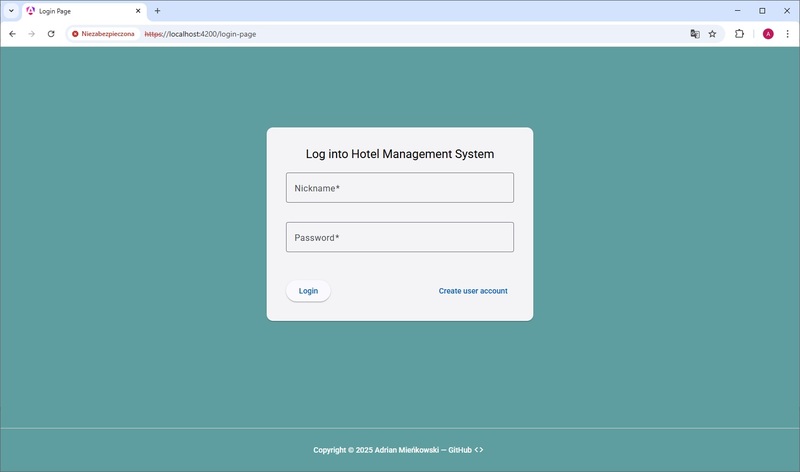 Login Page
Niezabezpieczona https://localhost:4200/login-page A
Log into Hotel Management System
Nickname*
Password*
Login Create user account
Copyright © 2025 Adrian Mieńkowski — GitHub <>